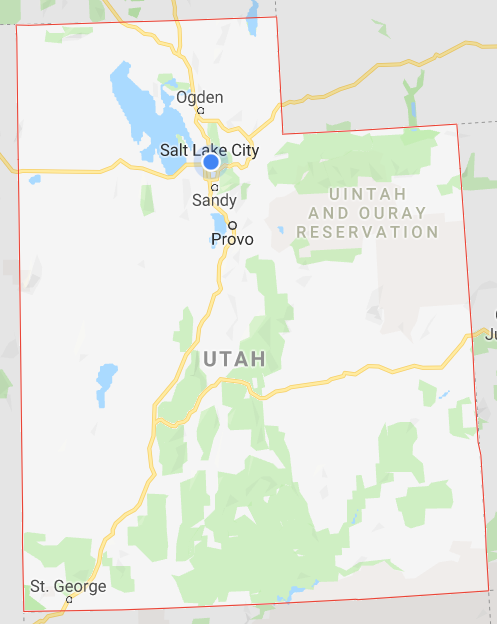 Ogden
Salt Lake City
Sandy
UINTAH
AND OURAY
RESERVATION
Provo
UTAH
St. George